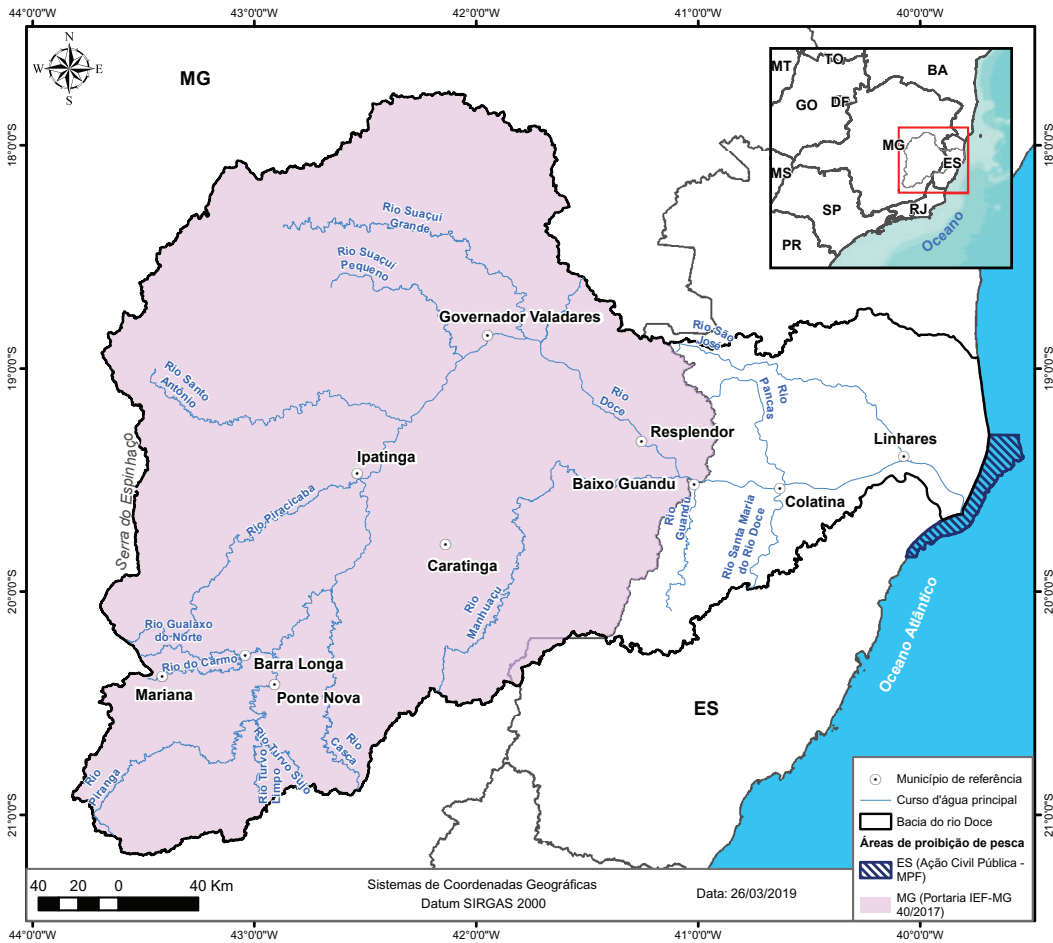 44°0'0"W
43°0'0"W
42°0'0"W
41°0'0"W
40°0'0"W
N
W
E
S
MG
18°0'0"S
19°0'0"S
20°0'0"S
21°0'0"S
18°0'0"S
19°0'0"S
20°0'0"S
21°0'0"S
MT
TO
BA
GO
DF
MG
ES
MS
SP
RJ
PR
Oceano
Rio Suaçuí
Grande
Rio Suaçuí
Pequeno
Governador Valadares
Rio São
José
Rio Santo
Antônio
Rio
Doce
Rio
Pancas
Resplendor
Linhares
Serra do Espinhaço
Ipatinga
Baixo Guandu
Colatina
Rio Piracicaba
Rio
Guandu
Rio Santa Maria
do Rio Doce
Caratinga
Rio
Manhuaçu
Oceano Atlântico
Rio Gualaxo
do Norte
Rio do Carmo
Barra Longa
Mariana
Ponte Nova
ES
Rio
Piranga
Rio Turvo
Limpo
Rio Turvo Sujo
Rio
Casca
Município de referência
Curso d'água principal
Bacia do rio Doce
Áreas de proibição de pesca
ES (Ação Civil Pública -
MPF)
MG (Portaria IEF-MG
40/2017)
40 20 0 40 Km
Sistemas de Coordenadas Geográficas
Datum SIRGAS 2000
Data: 26/03/2019
44°0'0"W
43°0'0"W
42°0'0"W
41°0'0"W
40°0'0"W